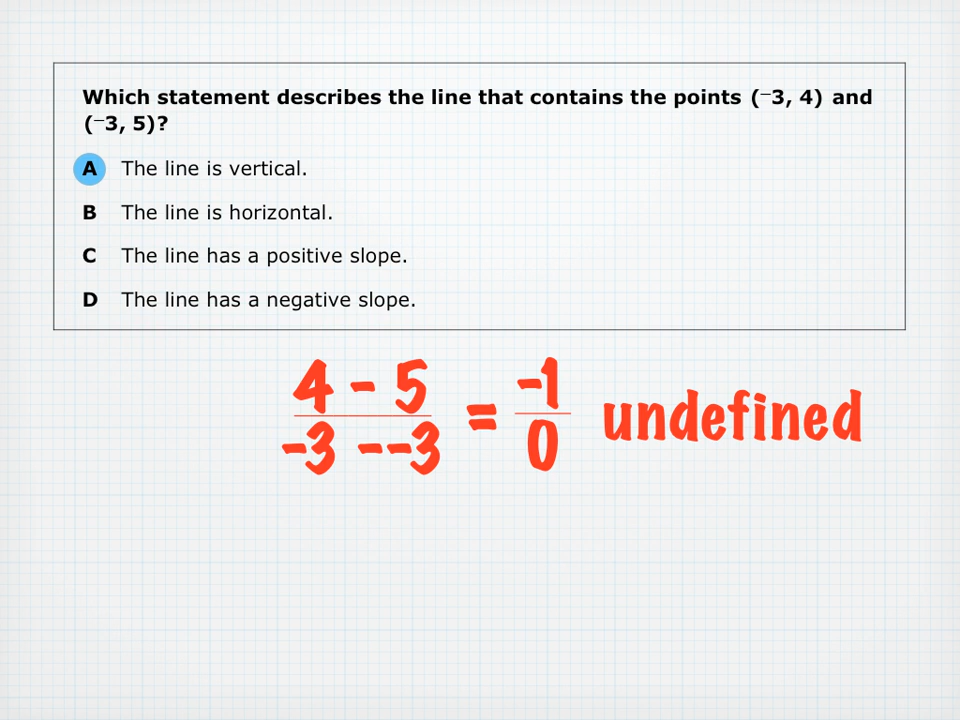 Which statement describes the line that contains the points (⁻3, 4) and
(⁻3, 5)?
A The line is vertical.
B The line is horizontal.
C The line has a positive slope.
D The line has a negative slope.
4 - 5
-3 --3
=
-1
0
undefined